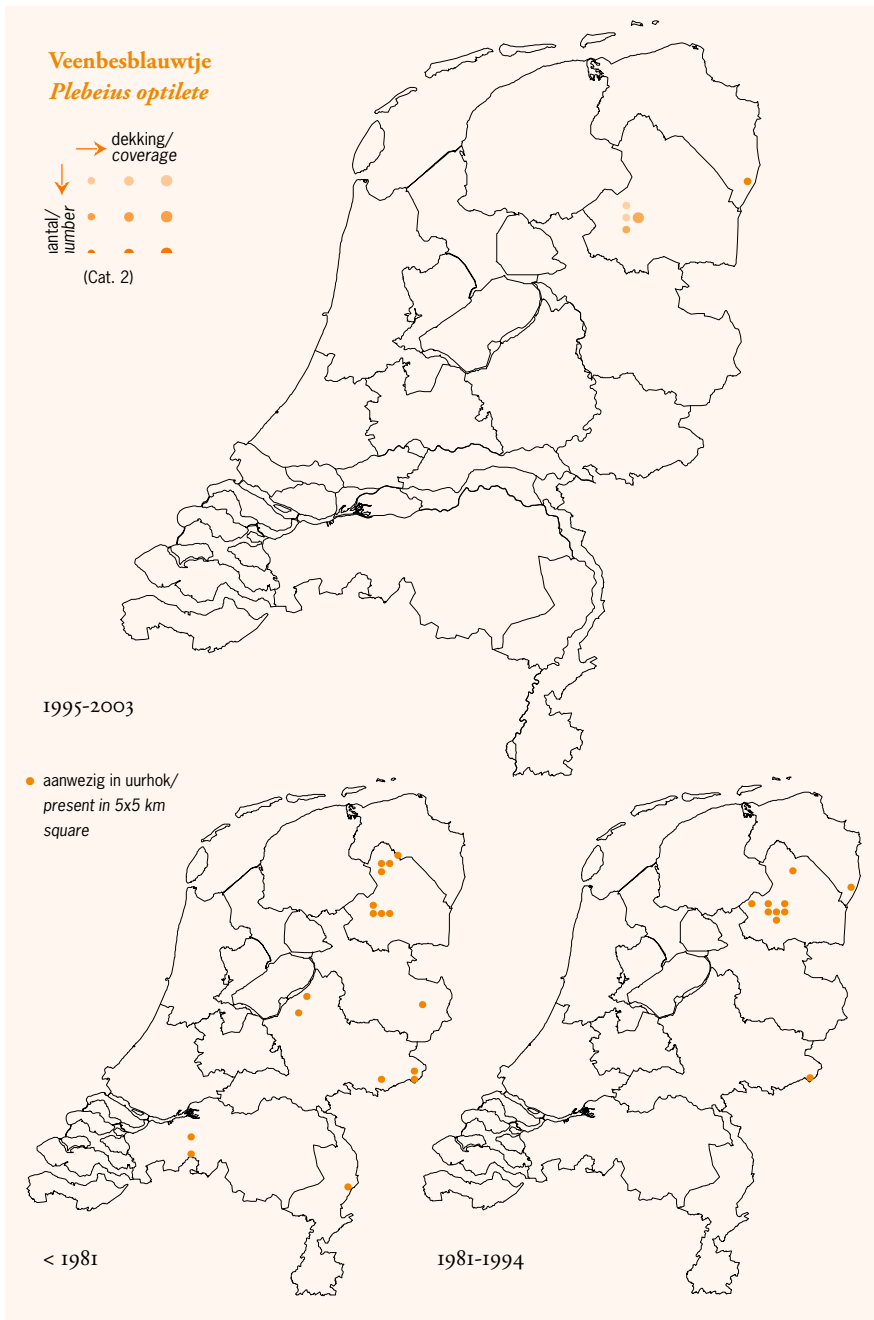 Veenbesblauwtje
Plebeius optilete
dekking/
coverage
(Cat. 2)
1995-2003
aanwezig in uurhok/
present in 5x5 km
square
< 1981
1981-1994